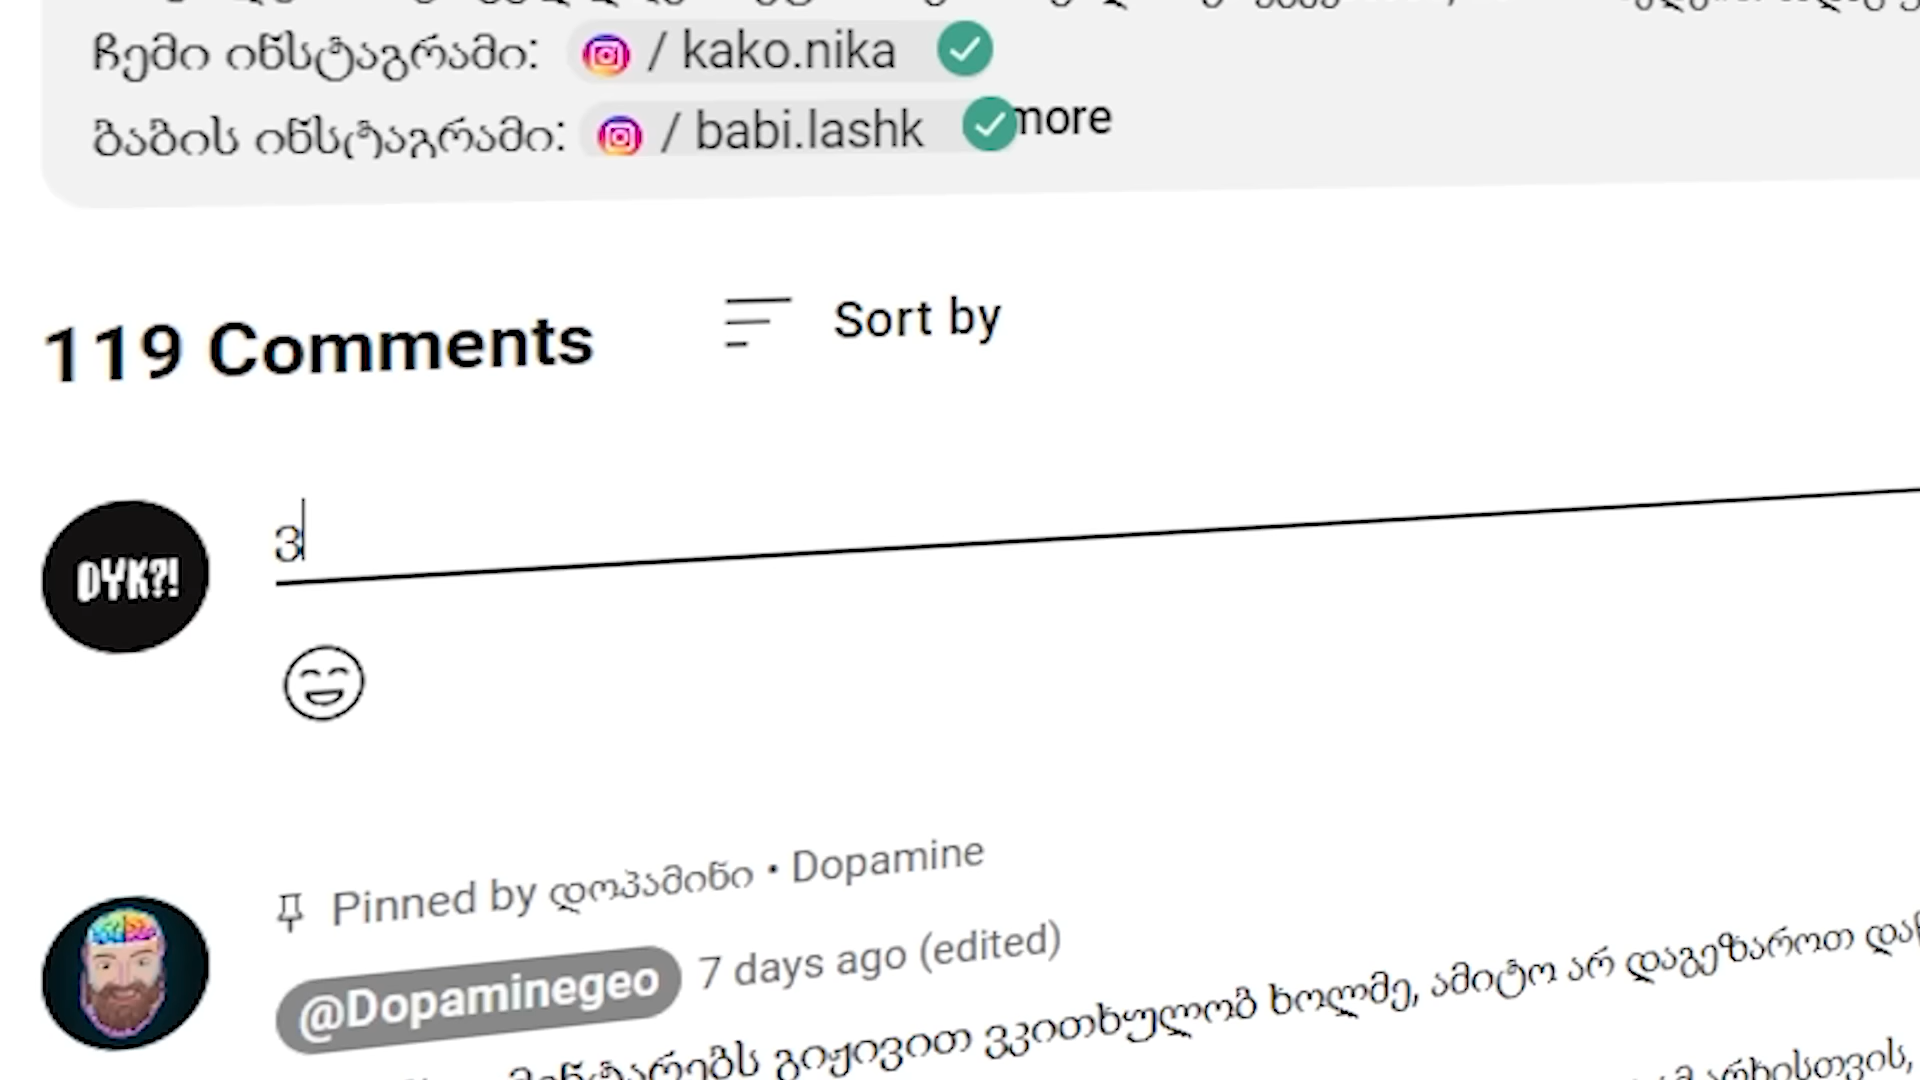 ჩემი ინსტაგრამი: / kako.nika
ბაბის ინსტაგრამი: / babi.lashk more
119 Comments Sort by
DYK?!
ვ
Pinned by დოპამინი • Dopamine
@Dopaminegeo 7 days ago (edited)
გიჟივით ვკითხულობ ხოლმე, ამიტო არ დაგეზაროთ